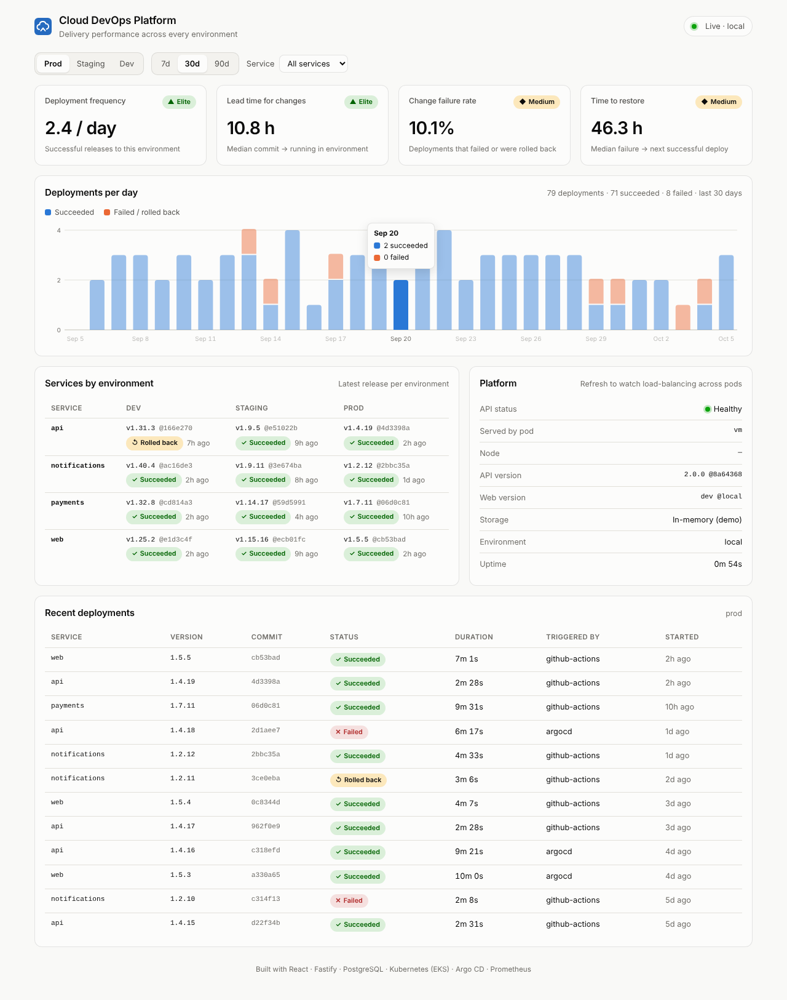 Cloud DevOps Platform
Delivery performance across every environment
Live · local
Prod Staging Dev 7d 30d 90d Service All services
Deployment frequency ▲ Elite
2.4 / day
Successful releases to this environment
Lead time for changes ▲ Elite
10.8 h
Median commit → running in environment
Change failure rate ◆ Medium
10.1%
Deployments that failed or were rolled back
Time to restore ◆ Medium
46.3 h
Median failure → next successful deploy
Deployments per day
79 deployments · 71 succeeded · 8 failed · last 30 days
Succeeded Failed / rolled back
4
2
0
Sep 20
2 succeeded
0 failed
Sep 5 Sep 8 Sep 11 Sep 14 Sep 17 Sep 20 Sep 23 Sep 26 Sep 29 Oct 2 Oct 5
Services by environment
Latest release per environment
SERVICE DEV STAGING PROD
api v1.31.3 @166e270 v1.9.5 @e51022b v1.4.19 @4d3398a
↺ Rolled back 7h ago ✓ Succeeded 9h ago ✓ Succeeded 2h ago
notifications v1.40.4 @ac16de3 v1.9.11 @3e674ba v1.2.12 @2bbc35a
✓ Succeeded 2h ago ✓ Succeeded 8h ago ✓ Succeeded 1d ago
payments v1.32.8 @cd814a3 v1.14.17 @59d5991 v1.7.11 @06d0c81
✓ Succeeded 2h ago ✓ Succeeded 4h ago ✓ Succeeded 10h ago
web v1.25.2 @e1d3c4f v1.15.16 @ecb01fc v1.5.5 @cb53bad
✓ Succeeded 2h ago ✓ Succeeded 9h ago ✓ Succeeded 2h ago
Platform
Refresh to watch load-balancing across pods
API status Healthy
Served by pod vm
Node —
API version 2.0.0 @8a64368
Web version dev @local
Storage In-memory (demo)
Environment local
Uptime 0m 54s
Recent deployments
prod
SERVICE VERSION COMMIT STATUS DURATION TRIGGERED BY STARTED
web 1.5.5 cb53bad ✓ Succeeded 7m 1s github-actions 2h ago
api 1.4.19 4d3398a ✓ Succeeded 2m 28s github-actions 2h ago
payments 1.7.11 06d0c81 ✓ Succeeded 9m 31s github-actions 10h ago
api 1.4.18 2d1aee7 ✕ Failed 6m 17s argocd 1d ago
notifications 1.2.12 2bbc35a ✓ Succeeded 4m 33s github-actions 1d ago
notifications 1.2.11 3ce0eba ↺ Rolled back 3m 6s github-actions 2d ago
web 1.5.4 0c8344d ✓ Succeeded 4m 7s github-actions 3d ago
api 1.4.17 962f0e9 ✓ Succeeded 2m 28s github-actions 3d ago
api 1.4.16 c318efd ✓ Succeeded 9m 21s argocd 4d ago
web 1.5.3 a330a65 ✓ Succeeded 10m 0s argocd 4d ago
notifications 1.2.10 c314f13 ✕ Failed 2m 8s github-actions 5d ago
api 1.4.15 d22f34b ✓ Succeeded 2m 31s github-actions 5d ago
Built with React · Fastify · PostgreSQL · Kubernetes (EKS) · Argo CD · Prometheus